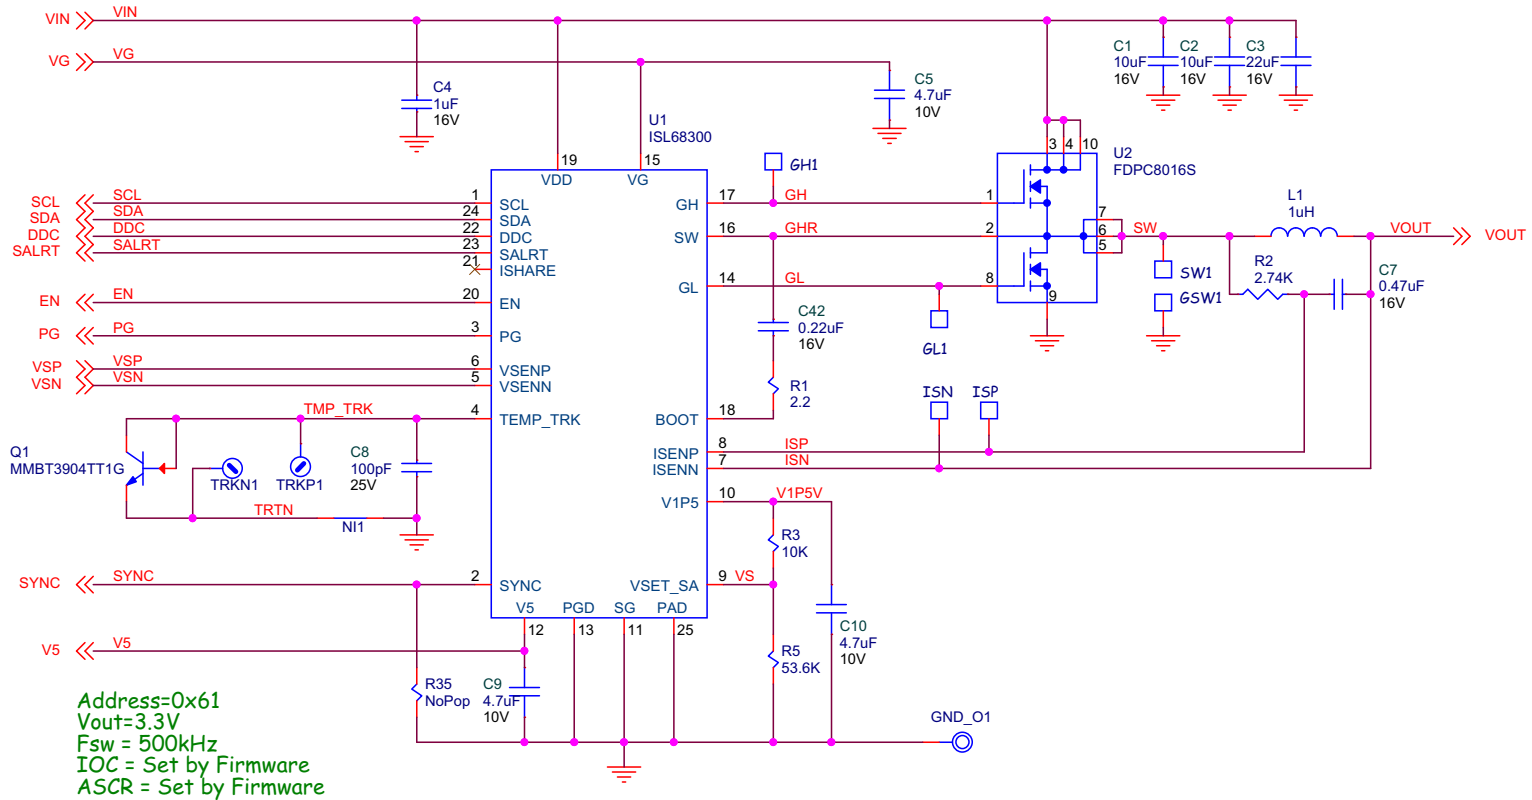 VIN VIN
VG VG
C1
10uF
16V
C2
10uF
16V
C3
22uF
16V
C4
1uF
16V
C5
4.7uF
10V
U1
ISL68300
19 15
VDD VG
GH1
3 4 10
U2
FDPC8016S
SCL SCL 1 SCL
SDA SDA 24 SDA
DDC DDC 22 DDC
SALRT SALRT 23 SALRT
21 ISHARE
EN EN 20 EN
PG PG 3 PG
VSP VSP 6 VSENP
VSN VSN 5 VSENN
TMP_TRK 4 TEMP_TRK
GH 17 GH 1
SW 16 GHR 2
GL 14 GL 8
7
6
5
9
SW
L1
1uH
VOUT VOUT
SW1
GSW1
R2
2.74K
C7
0.47uF
16V
GL1
C42
0.22uF
16V
R1
2.2
BOOT 18
ISN ISP
ISENP 8 ISP
ISENN 7 ISN
Q1
MMBT3904TT1G
TRKN1
TRKP1
C8
100pF
25V
TRTN
NI1
V1P5 10 V1P5V
R3
10K
SYNC SYNC 2 SYNC
VSET_SA 9 VS
V5 PGD SG PAD
12 13 11 25
C10
4.7uF
10V
V5 V5
R5
53.6K
R35
NoPop
C9
4.7uF
10V
GND_O1
Address=0x61
Vout=3.3V
Fsw = 500kHz
IOC = Set by Firmware
ASCR = Set by Firmware